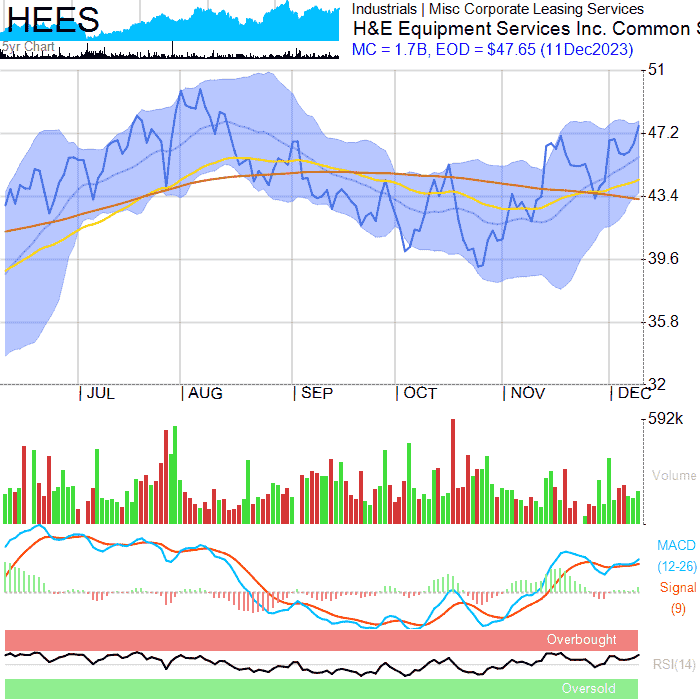 HEES
5yr Chart
Industrials | Misc Corporate Leasing Services
H&E Equipment Services Inc. Common S
MC = 1.7B, EOD = $47.65 (11Dec2023)
51
47.2
43.4
39.6
35.8
32
JUL AUG SEP OCT NOV DEC
592k
Volume
MACD
(12-26)
Signal
(9)
Overbought
RSI(14)
Oversold